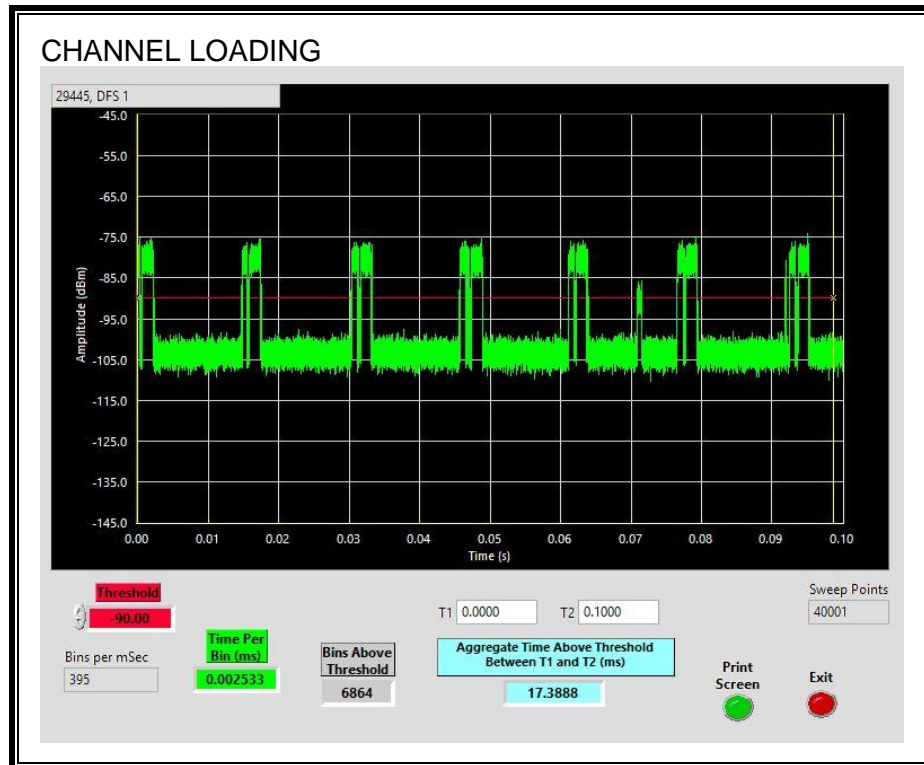 CHANNEL LOADING
29445, DFS 1
-45.0
-55.0
-65.0
-75.0
-85.0
-95.0
-105.0
-115.0
-125.0
-135.0
-145.0
Amplitude (dBm)
0.00 0.01 0.02 0.03 0.04 0.05 0.06 0.07 0.08 0.09 0.10
Time (s)
Threshold
-90.00
T1 0.0000 T2 0.1000
Sweep Points
40001
Bins per mSec
395
Time Per
Bin (ms)
0.002533
Bins Above
Threshold
6864
Aggregate Time Above Threshold
Between T1 and T2 (ms)
17.3888
Print
Screen
Exit